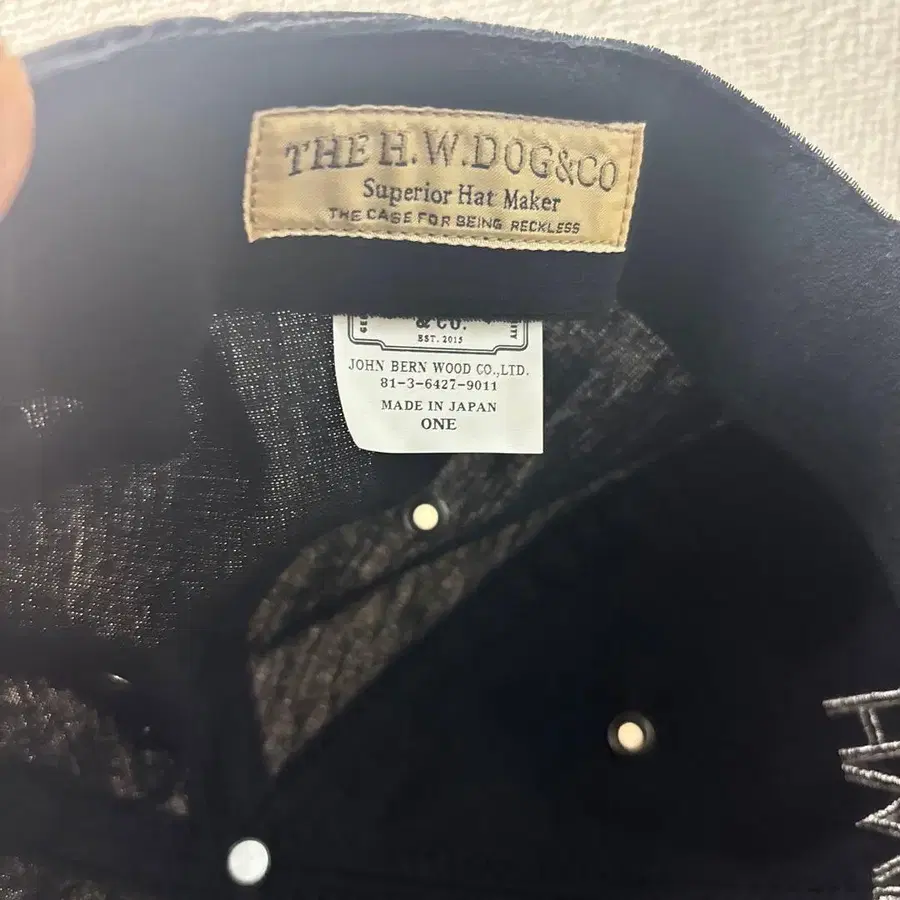 THE H.W.DOG&CO
Superior Hat Maker
THE CASE FOR BEING RECKLESS
& CO.
EST. 2015
JOHN BERN WOOD CO.,LTD.
81-3-6427-9011
MADE IN JAPAN
ONE